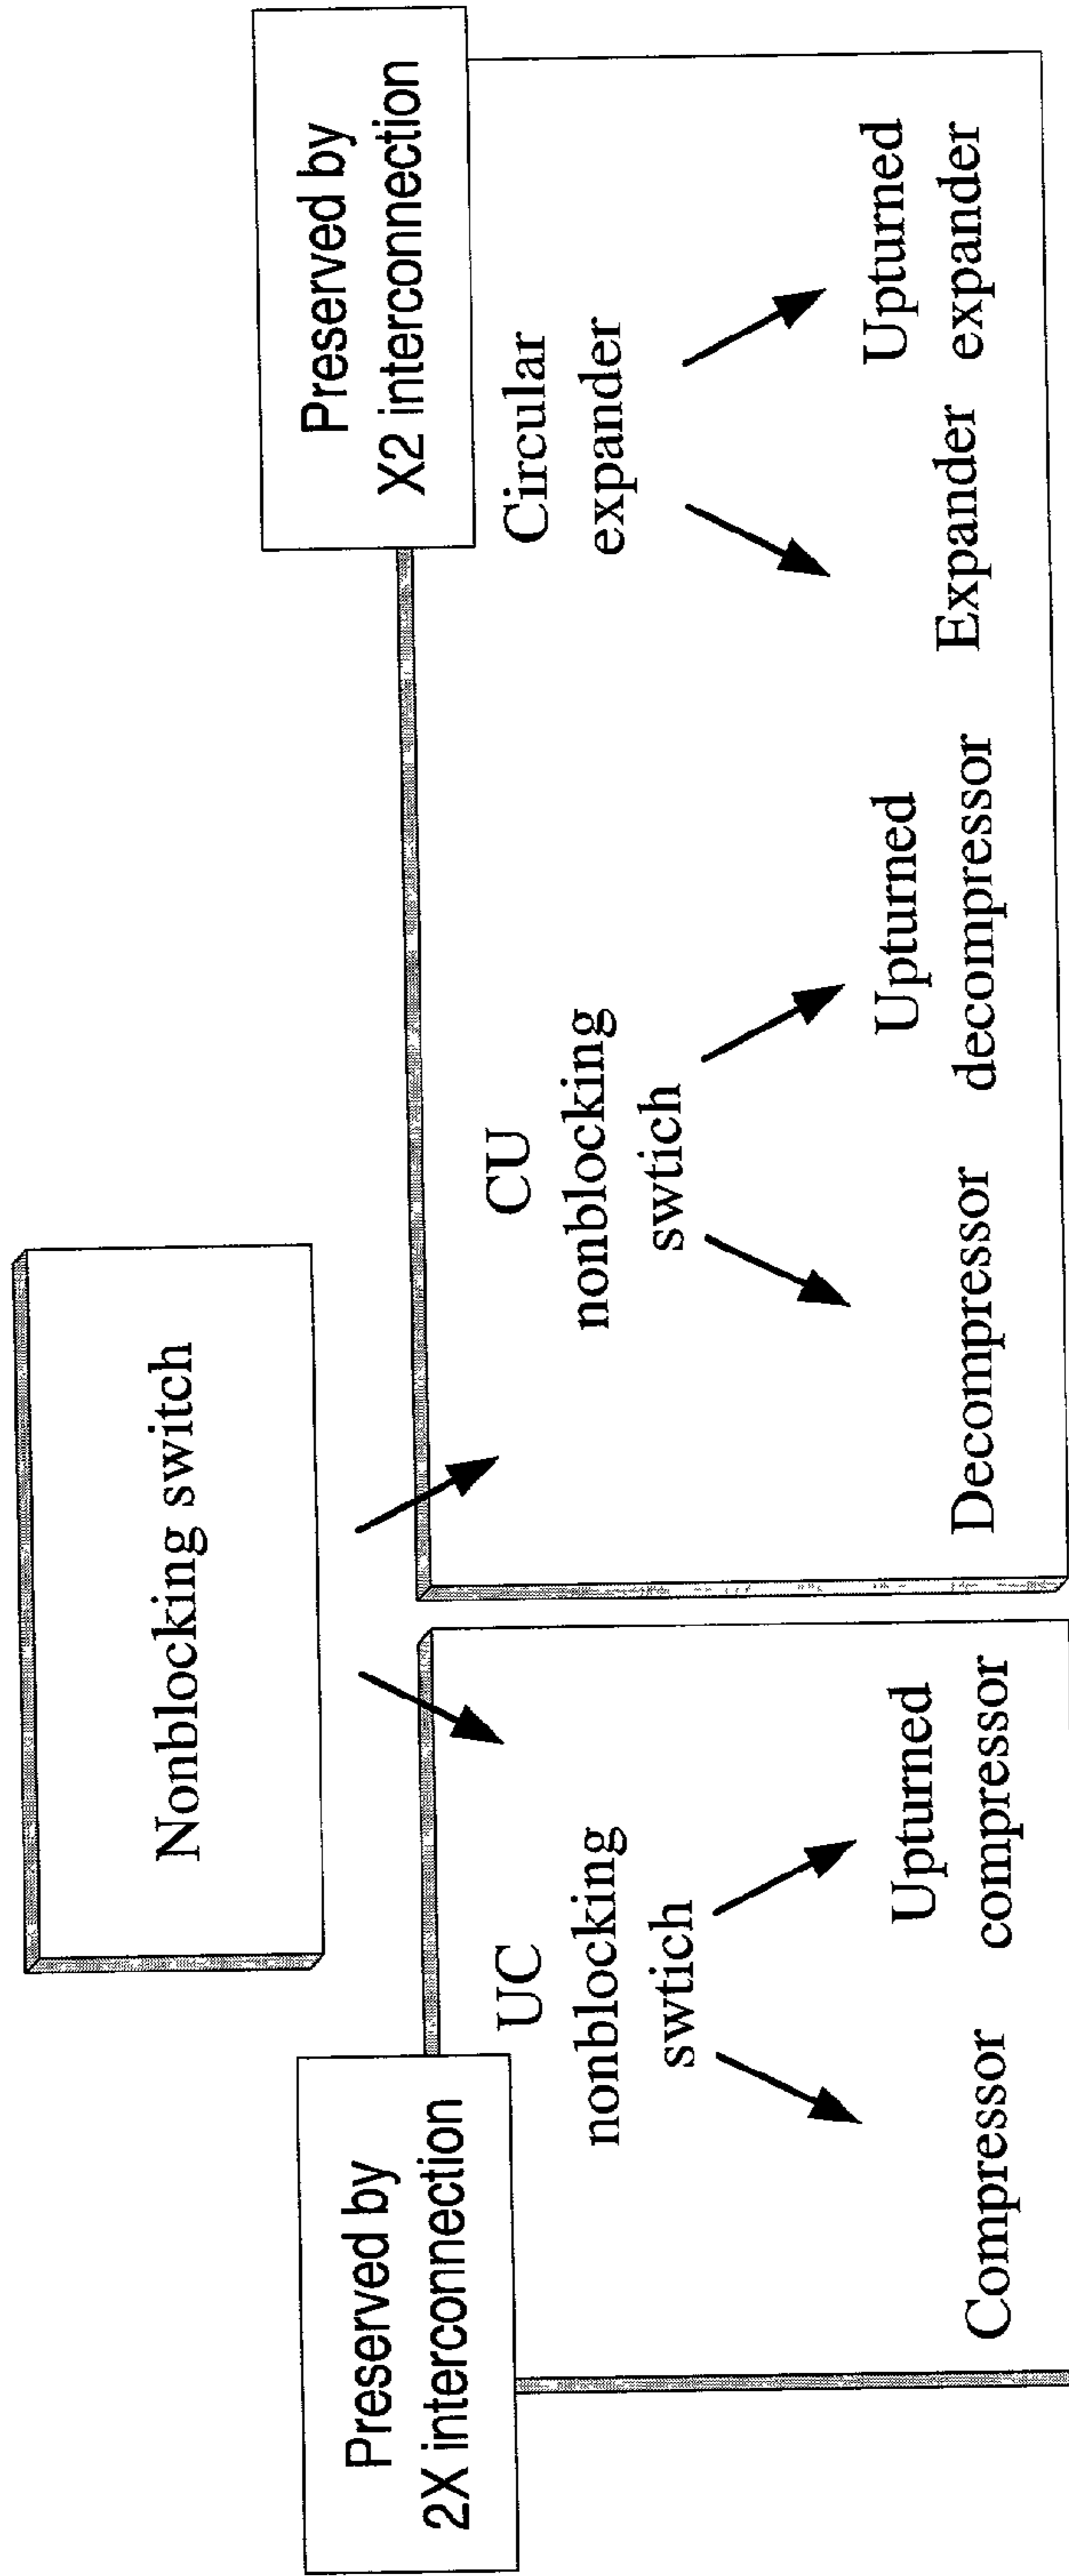 Nonblocking switch
Preserved by
2X interconnection
UC
nonblocking
swtich
Compressor
Upturned
compressor
Preserved by
X2 interconnection
CU
nonblocking
swtich
Decompressor
Upturned
decompressor
Circular
expander
Expander
Upturned
expander